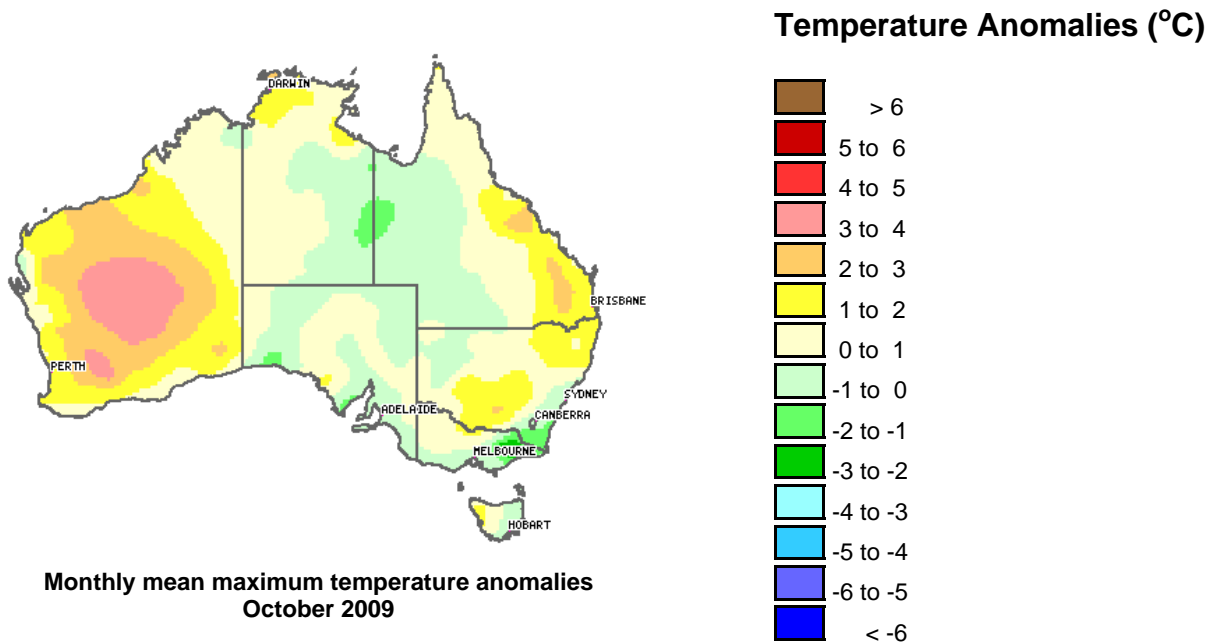 Temperature Anomalies (°C)
> 6
5 to 6
4 to 5
3 to 4
2 to 3
1 to 2
0 to 1
-1 to 0
-2 to -1
-3 to -2
-4 to -3
-5 to -4
-6 to -5
< -6
DARWIN
BRISBANE
PERTH
SYDNEY
ADELAIDE
CANBERRA
MELBOURNE
HOBART
Monthly mean maximum temperature anomalies
October 2009